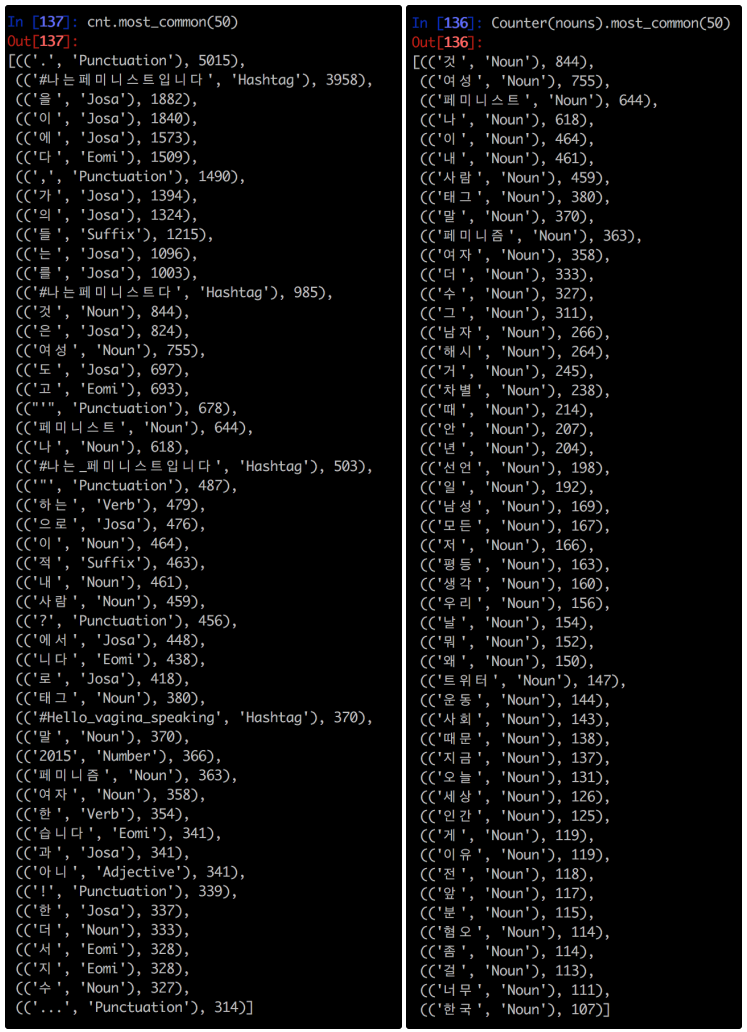 In [137]: cnt.most_common(50)
Out[137]:
[(('.', 'Punctuation'), 5015),
(('#나는페미니스트입니다', 'Hashtag'), 3958),
(('을', 'Josa'), 1882),
(('이', 'Josa'), 1840),
(('에', 'Josa'), 1573),
(('다', 'Eomi'), 1509),
((',', 'Punctuation'), 1490),
(('가', 'Josa'), 1394),
(('의', 'Josa'), 1324),
(('들', 'Suffix'), 1215),
(('는', 'Josa'), 1096),
(('를', 'Josa'), 1003),
(('#나는페미니스트다', 'Hashtag'), 985),
(('것', 'Noun'), 844),
(('은', 'Josa'), 824),
(('여성', 'Noun'), 755),
(('도', 'Josa'), 697),
(('고', 'Eomi'), 693),
(("'", 'Punctuation'), 678),
(('페미니스트', 'Noun'), 644),
(('나', 'Noun'), 618),
(('#나는_페미니스트입니다', 'Hashtag'), 503),
(('"', 'Punctuation'), 487),
(('하는', 'Verb'), 479),
(('으로', 'Josa'), 476),
(('이', 'Noun'), 464),
(('적', 'Suffix'), 463),
(('내', 'Noun'), 461),
(('사람', 'Noun'), 459),
(('?', 'Punctuation'), 456),
(('에서', 'Josa'), 448),
(('니다', 'Eomi'), 438),
(('로', 'Josa'), 418),
(('태그', 'Noun'), 380),
(('#Hello_vagina_speaking', 'Hashtag'), 370),
(('말', 'Noun'), 370),
(('2015', 'Number'), 366),
(('페미니즘', 'Noun'), 363),
(('여자', 'Noun'), 358),
(('한', 'Verb'), 354),
(('습니다', 'Eomi'), 341),
(('과', 'Josa'), 341),
(('아니', 'Adjective'), 341),
(('!', 'Punctuation'), 339),
(('한', 'Josa'), 337),
(('더', 'Noun'), 333),
(('서', 'Eomi'), 328),
(('지', 'Eomi'), 328),
(('수', 'Noun'), 327),
(('...', 'Punctuation'), 314)]
In [136]: Counter(nouns).most_common(50)
Out[136]:
[(('것', 'Noun'), 844),
(('여성', 'Noun'), 755),
(('페미니스트', 'Noun'), 644),
(('나', 'Noun'), 618),
(('이', 'Noun'), 464),
(('내', 'Noun'), 461),
(('사람', 'Noun'), 459),
(('태그', 'Noun'), 380),
(('말', 'Noun'), 370),
(('페미니즘', 'Noun'), 363),
(('여자', 'Noun'), 358),
(('더', 'Noun'), 333),
(('수', 'Noun'), 327),
(('그', 'Noun'), 311),
(('남자', 'Noun'), 266),
(('해시', 'Noun'), 264),
(('거', 'Noun'), 245),
(('차별', 'Noun'), 238),
(('때', 'Noun'), 214),
(('안', 'Noun'), 207),
(('년', 'Noun'), 204),
(('선언', 'Noun'), 198),
(('일', 'Noun'), 192),
(('남성', 'Noun'), 169),
(('모든', 'Noun'), 167),
(('저', 'Noun'), 166),
(('평등', 'Noun'), 163),
(('생각', 'Noun'), 160),
(('우리', 'Noun'), 156),
(('날', 'Noun'), 154),
(('뭐', 'Noun'), 152),
(('왜', 'Noun'), 150),
(('트위터', 'Noun'), 147),
(('운동', 'Noun'), 144),
(('사회', 'Noun'), 143),
(('때문', 'Noun'), 138),
(('지금', 'Noun'), 137),
(('오늘', 'Noun'), 131),
(('세상', 'Noun'), 126),
(('인간', 'Noun'), 125),
(('게', 'Noun'), 119),
(('이유', 'Noun'), 119),
(('전', 'Noun'), 118),
(('앞', 'Noun'), 117),
(('분', 'Noun'), 115),
(('혐오', 'Noun'), 114),
(('좀', 'Noun'), 114),
(('걸', 'Noun'), 113),
(('너무', 'Noun'), 111),
(('한국', 'Noun'), 107)]